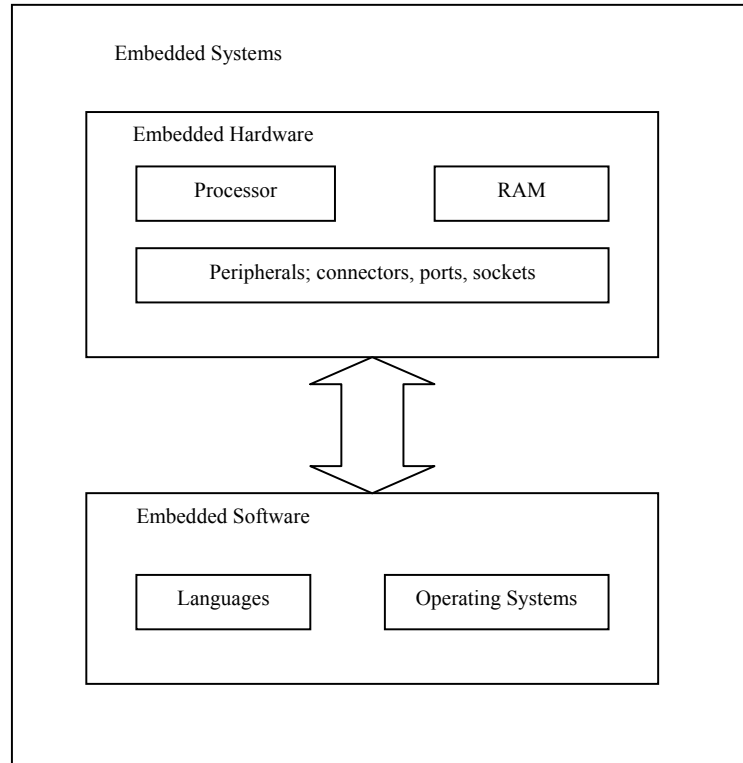 Embedded Systems
Embedded Hardware
Processor
RAM
Peripherals; connectors, ports, sockets
Embedded Software
Languages
Operating Systems